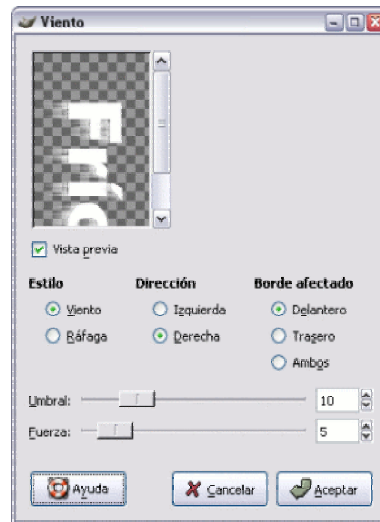 Viento
Frío
Vista previa
Estilo Dirección Borde afectado
Viento Izquierda Delantero
Ráfaga Derecha Trasero
Ambos
Umbral: 10
Fuerza: 5
Ayuda Cancelar Aceptar